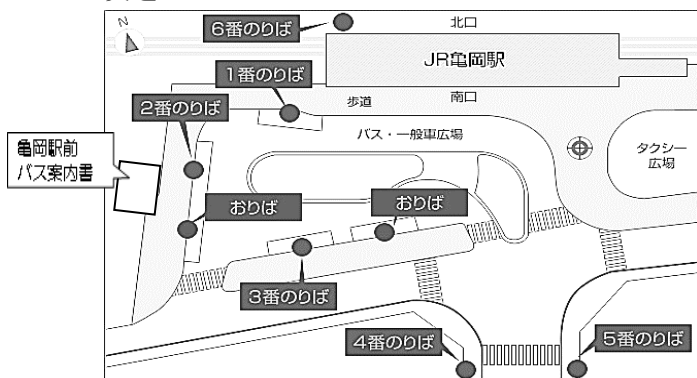 N
6番のりば
北口
JR亀岡駅
1番のりば
歩道
南口
2番のりば
バス・一般車広場
亀岡駅前
バス案内書
タクシー
広場
おりば
おりば
3番のりば
4番のりば
5番のりば